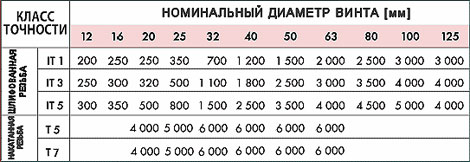 КЛАСС ТОЧНОСТИ НОМИНАЛЬНЫЙ ДИАМЕТР ВИНТА [мм]
12 16 20 25 32 40 50 63 80 100 125
ШЛИФОВАННАЯ РЕЗЬБА
IT 1 200 250 250 350 700 1 200 1 500 2 000 2 500 3 000 3 000
IT 3 250 300 320 500 1 100 1 800 2 500 3 000 3 500 4 000 4 000
IT 5 300 350 500 800 1 500 2 500 3 000 4 000 4 500 5 000 5 000
НАКАТАННАЯ РЕЗЬБА
T 5 4 000 5 000 6 000 6 000 6 000 6 000
T 7 4 000 5 000 6 000 6 000 6 000 6 000